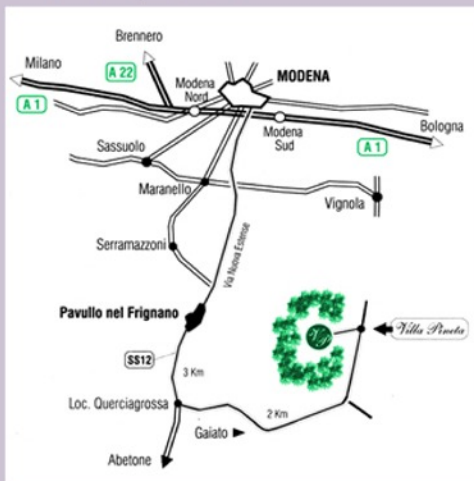 Brennero
Milano
A 22
MODENA
Modena
Nord
A 1
Modena
Sud
A 1
Bologna
Sassuolo
Maranello
Vignola
Serramazzoni
Via Nuova Estense
Pavullo nel Frignano
VP
Villa Pineta
SS12
3 Km
Loc. Querciagrossa
2 Km
Gaiato
Abetone